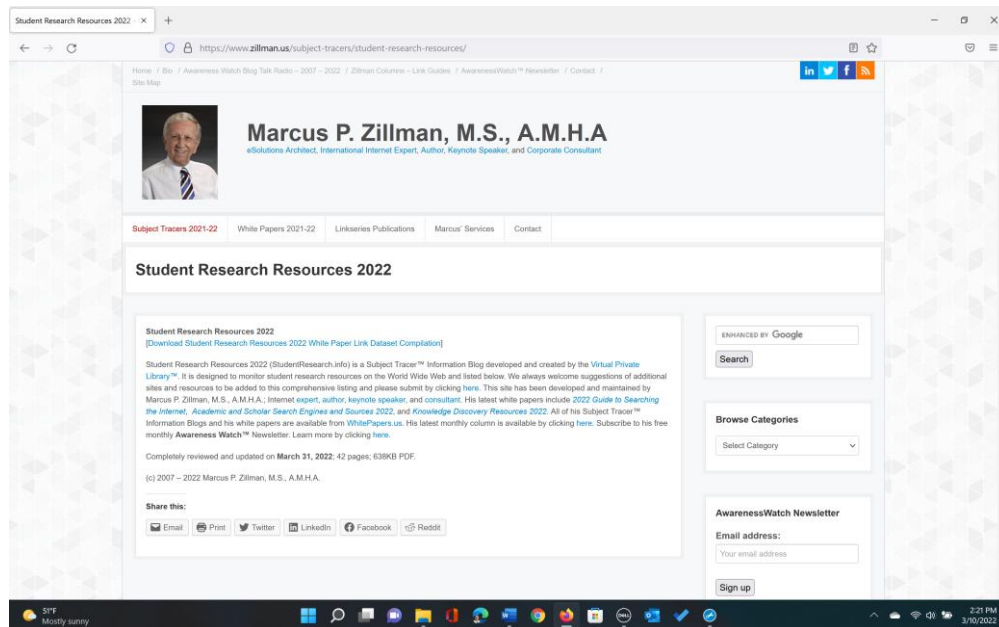 Student Research Resources 2022
https://www.zillman.us/subject-tracers/student-research-resources/
Home / Bio / Awareness Watch Blog Talk Radio – 2007 – 2022 / Zillman Columns – Link Guides / AwarenessWatch™ Newsletter / Contact /
Site Map
in f
Marcus P. Zillman, M.S., A.M.H.A
eSolutions Architect, International Internet Expert, Author, Keynote Speaker, and Corporate Consultant
Subject Tracers 2021-22 White Papers 2021-22 Linkseries Publications Marcus' Services Contact
Student Research Resources 2022
Student Research Resources 2022
[Download Student Research Resources 2022 White Paper Link Dataset Compilation]
Student Research Resources 2022 (StudentResearch.info) is a Subject Tracer™ Information Blog developed and created by the Virtual Private
Library™. It is designed to monitor student research resources on the World Wide Web and listed below. We always welcome suggestions of additional
sites and resources to be added to this comprehensive listing and please submit by clicking here. This site has been developed and maintained by
Marcus P. Zillman, M.S., A.M.H.A.; Internet expert, author, keynote speaker, and consultant. His latest white papers include 2022 Guide to Searching
the Internet, Academic and Scholar Search Engines and Sources 2022, and Knowledge Discovery Resources 2022. All of his Subject Tracer™
Information Blogs and his white papers are available from WhitePapers.us. His latest monthly column is available by clicking here. Subscribe to his free
monthly Awareness Watch™ Newsletter. Learn more by clicking here.
Completely reviewed and updated on March 31, 2022; 42 pages; 638KB PDF.
(c) 2007 – 2022 Marcus P. Zillman, M.S., A.M.H.A.
Share this:
Email Print Twitter LinkedIn Facebook Reddit
ENHANCED BY Google
Search
Browse Categories
Select Category
AwarenessWatch Newsletter
Email address:
Your email address
Sign up
51°F
Mostly sunny
DELL
2:21 PM
3/10/2022